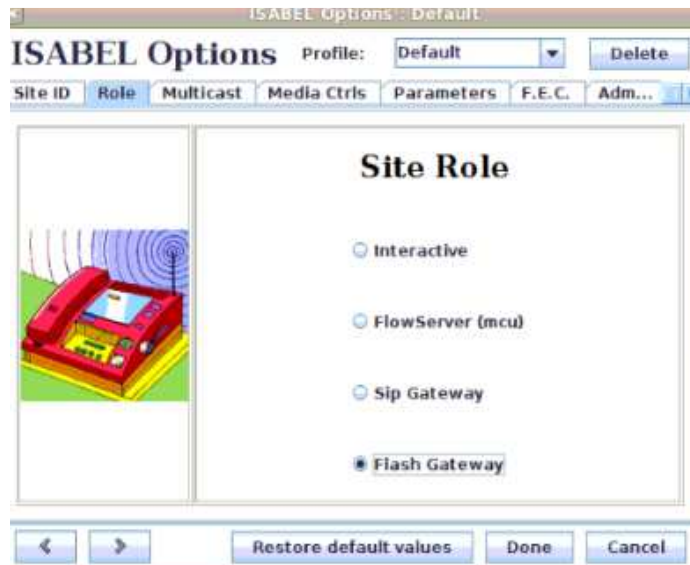 ISABEL Options : Default
ISABEL Options Profile: Default Delete
Site ID Role Multicast Media Ctrls Parameters F.E.C. Adm...
Site Role
Interactive
FlowServer (mcu)
Sip Gateway
Flash Gateway
Restore default values Done Cancel